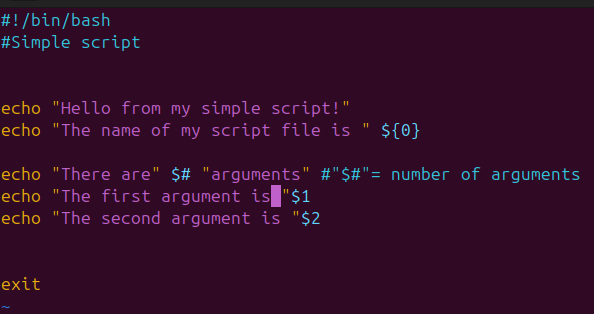 #!/bin/bash
#Simple script
echo "Hello from my simple script!"
echo "The name of my script file is " ${0}
echo "There are" $# "arguments" #"$#"= number of arguments
echo "The first argument is "$1
echo "The second argument is "$2
exit
~